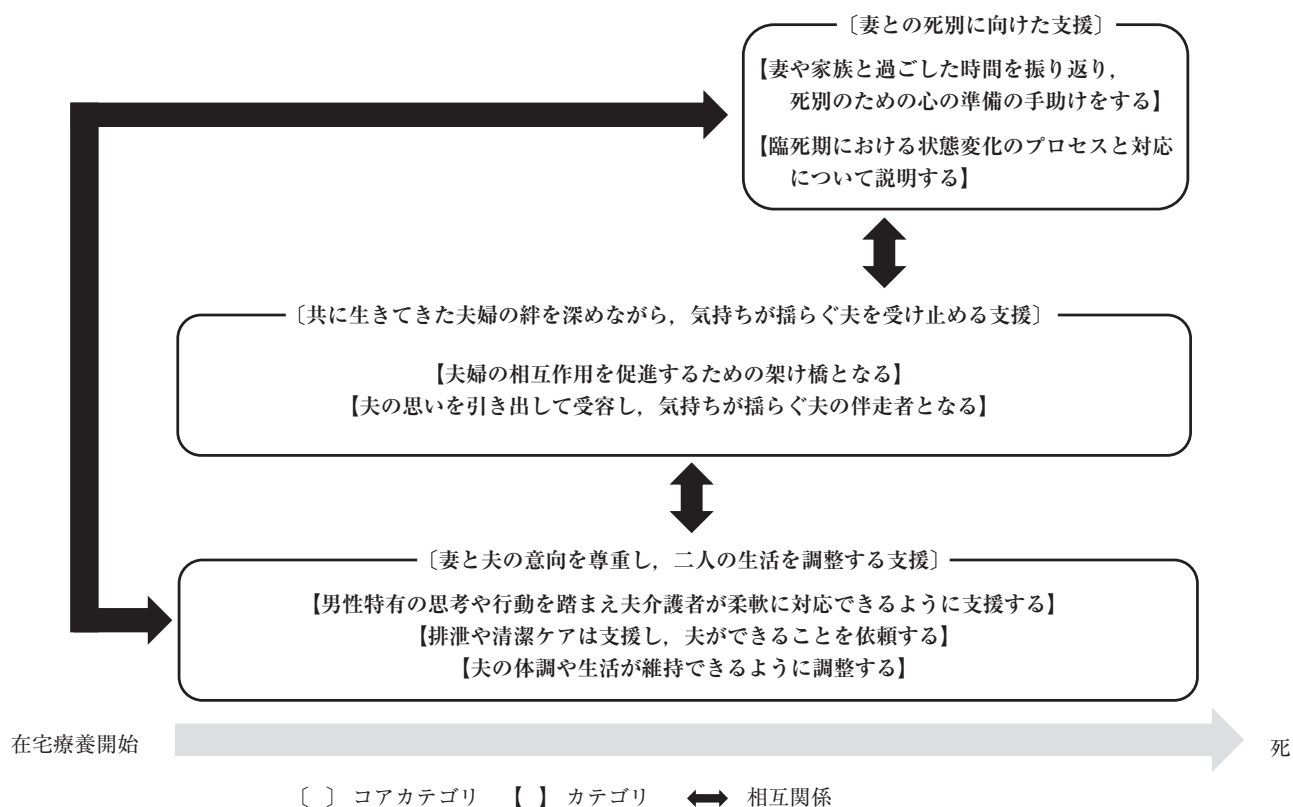 〔妻との死別に向けた支援〕
【妻や家族と過ごした時間を振り返り，
死別のための心の準備の手助けをする】
【臨死期における状態変化のプロセスと対応
について説明する】
〔共に生きてきた夫婦の絆を深めながら，気持ちが揺らぐ夫を受け止める支援〕
【夫婦の相互作用を促進するための架け橋となる】
【夫の思いを引き出して受容し，気持ちが揺らぐ夫の伴走者となる】
〔妻と夫の意向を尊重し，二人の生活を調整する支援〕
【男性特有の思考や行動を踏まえ夫介護者が柔軟に対応できるように支援する】
【排泄や清潔ケアは支援し，夫ができることを依頼する】
【夫の体調や生活が維持できるように調整する】
在宅療養開始 死
〔 〕 コアカテゴリ 【 】 カテゴリ 相互関係